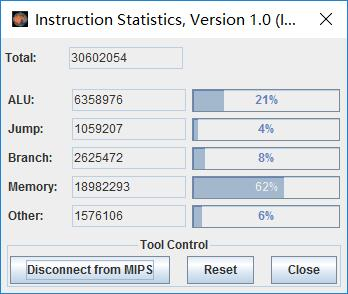 Instruction Statistics, Version 1.0 (I...
Total: 30602054
ALU: 6358976 21%
Jump: 1059207 4%
Branch: 2625472 8%
Memory: 18982293 62%
Other: 1576106 6%
Tool Control
Disconnect from MIPS Reset Close